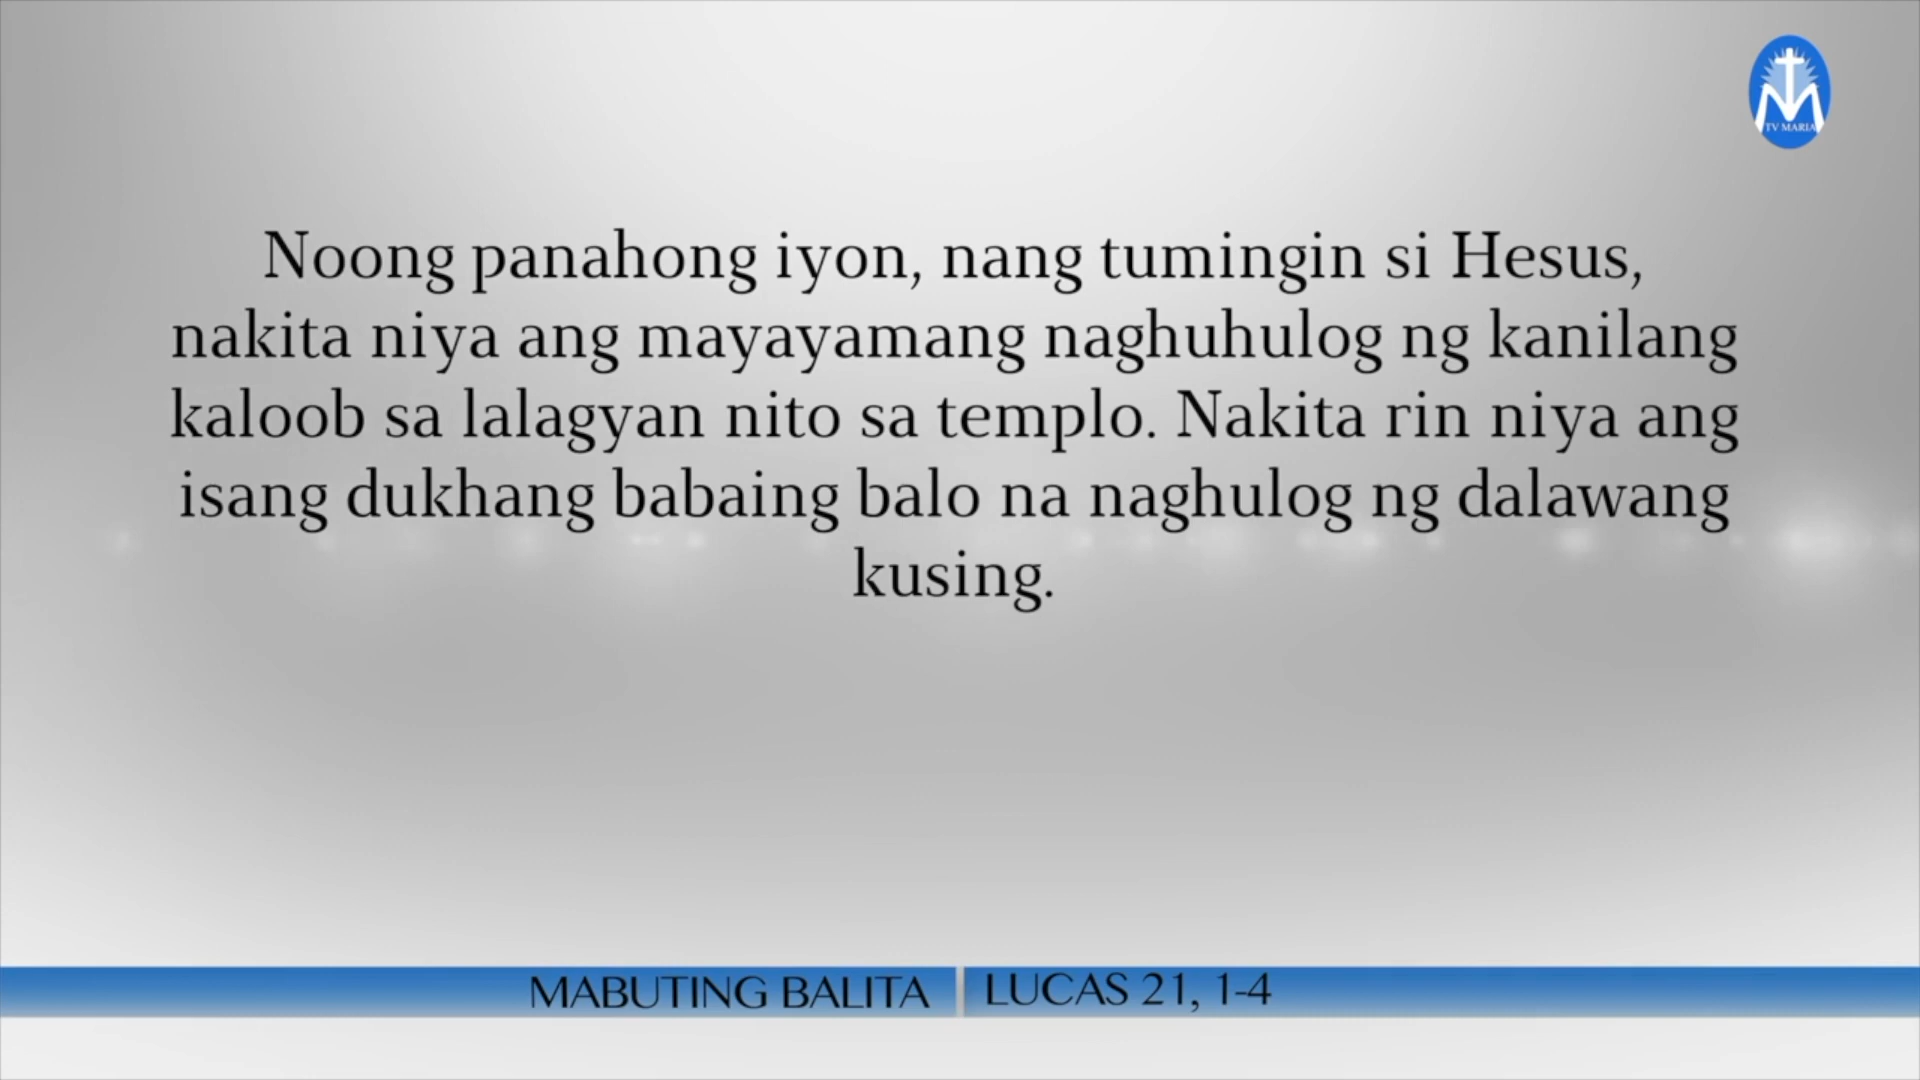 TV MARIA
Noong panahong iyon, nang tumingin si Hesus,
nakita niya ang mayayamang naghuhulog ng kanilang
kaloob sa lalagyan nito sa templo. Nakita rin niya ang
isang dukhang babaing balo na naghulog ng dalawang
kusing.
MABUTING BALITA LUCAS 21, 1-4